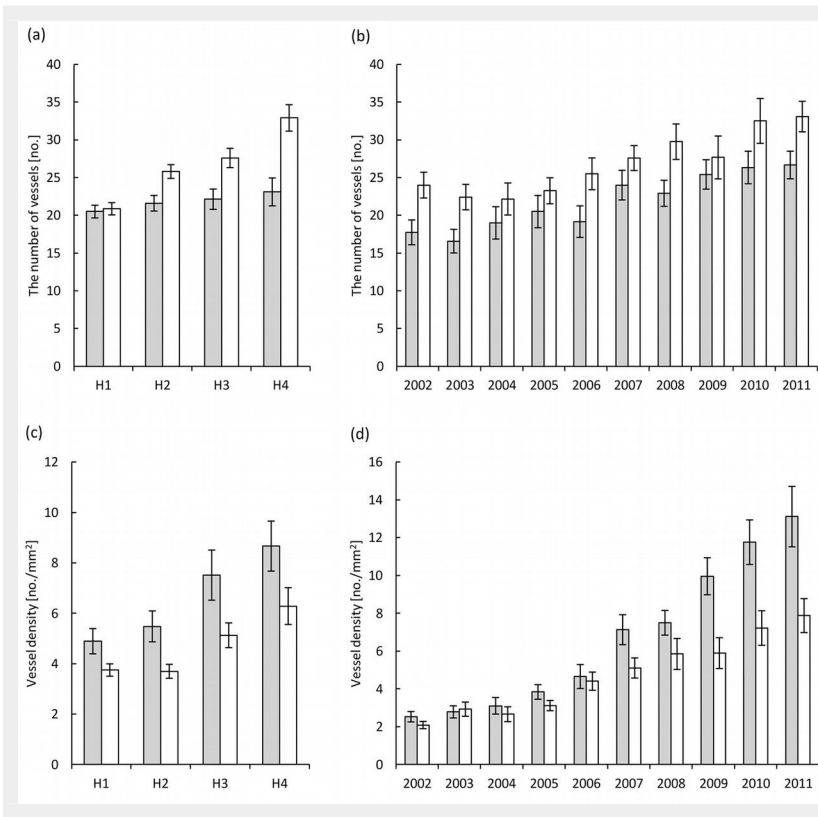 (a)
The number of vessels [no.]
40
35
30
25
20
15
10
5
0
H1 H2 H3 H4
(b)
The number of vessels [no.]
40
35
30
25
20
15
10
5
0
2002 2003 2004 2005 2006 2007 2008 2009 2010 2011
(c)
Vessel density [no./mm²]
12
10
8
6
4
2
0
H1 H2 H3 H4
(d)
Vessel density [no./mm²]
16
14
12
10
8
6
4
2
0
2002 2003 2004 2005 2006 2007 2008 2009 2010 2011